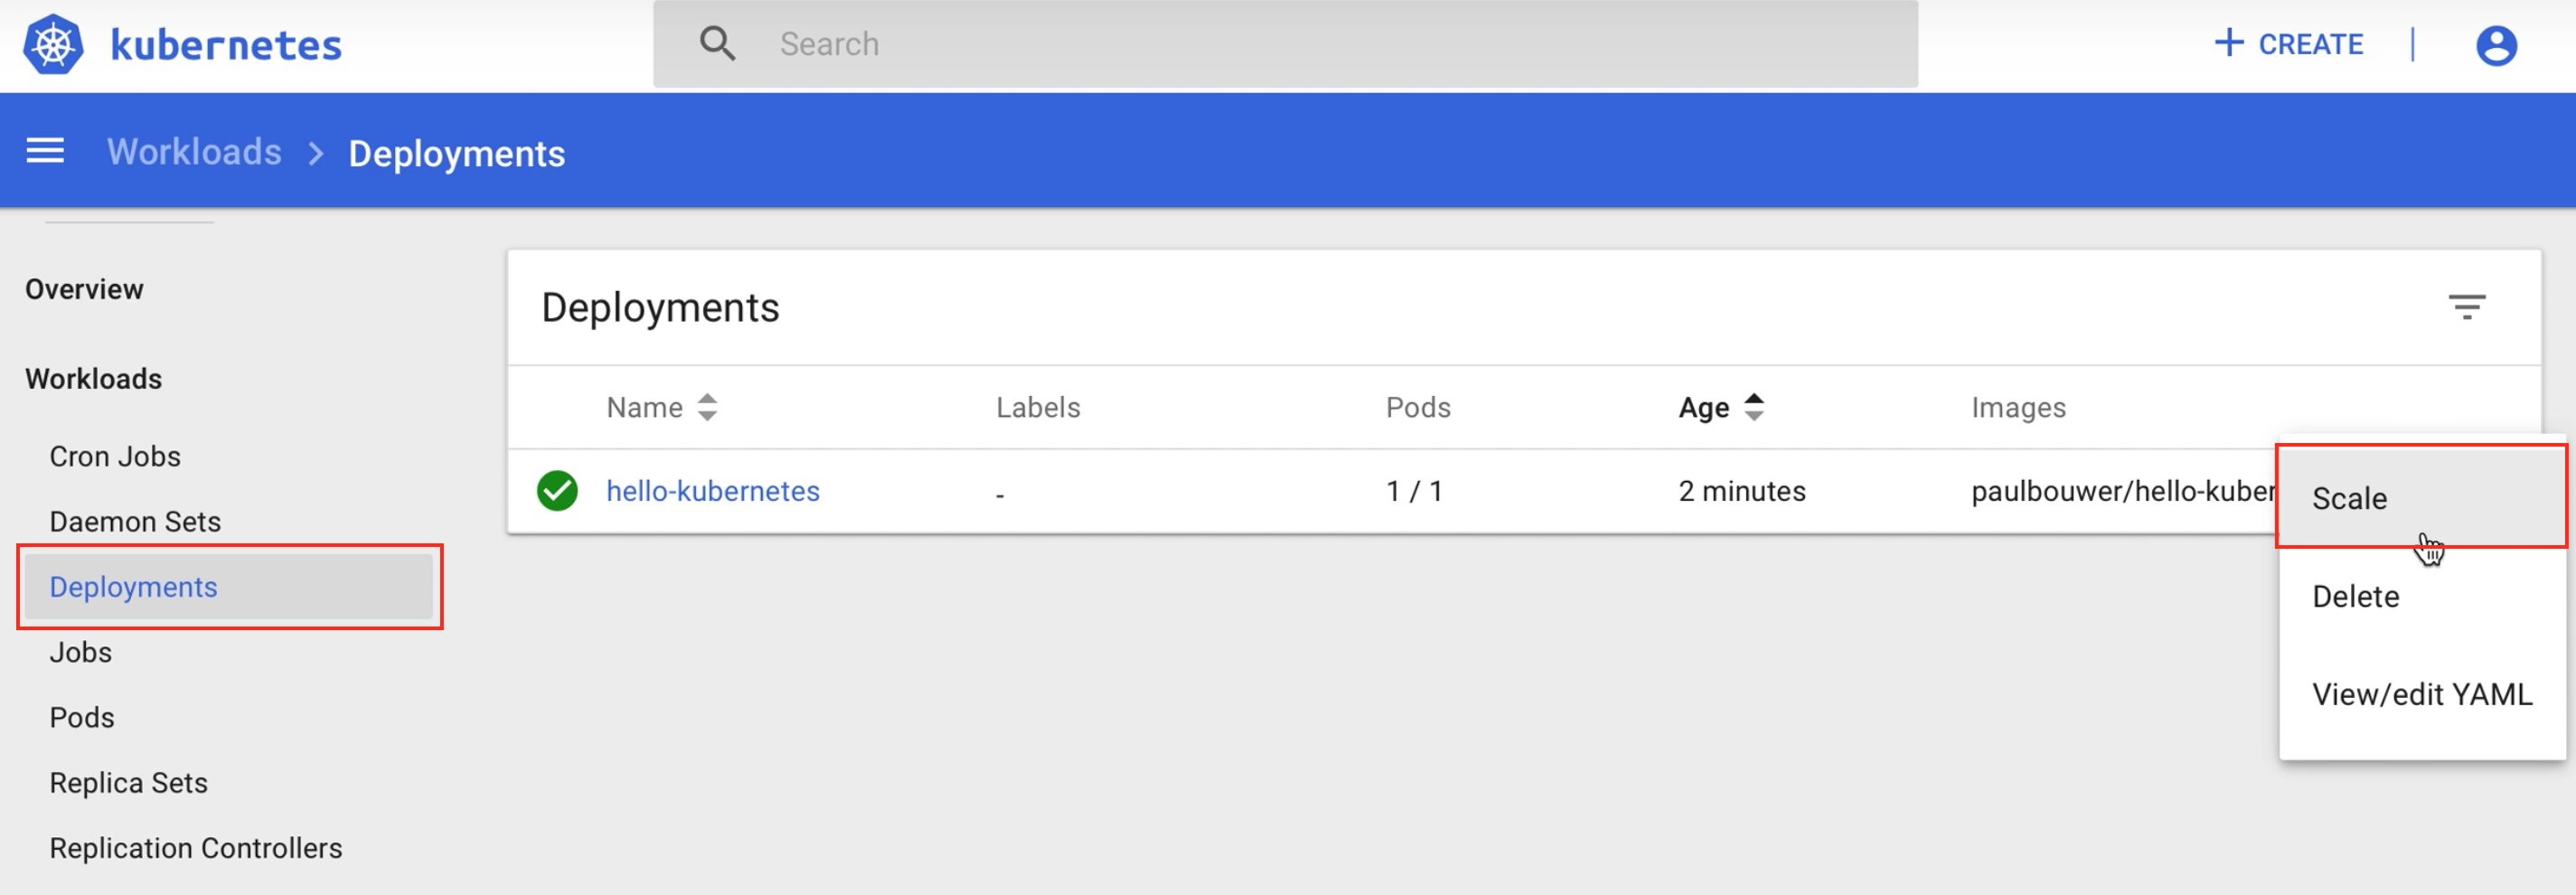 kubernetes
Search
CREATE
Workloads > Deployments
Overview
Workloads
Cron Jobs
Daemon Sets
Deployments
Jobs
Pods
Replica Sets
Replication Controllers
Deployments
Name Labels Pods Age Images
hello-kubernetes - 1 / 1 2 minutes paulbouwer/hello-kuber
Scale
Delete
View/edit YAML